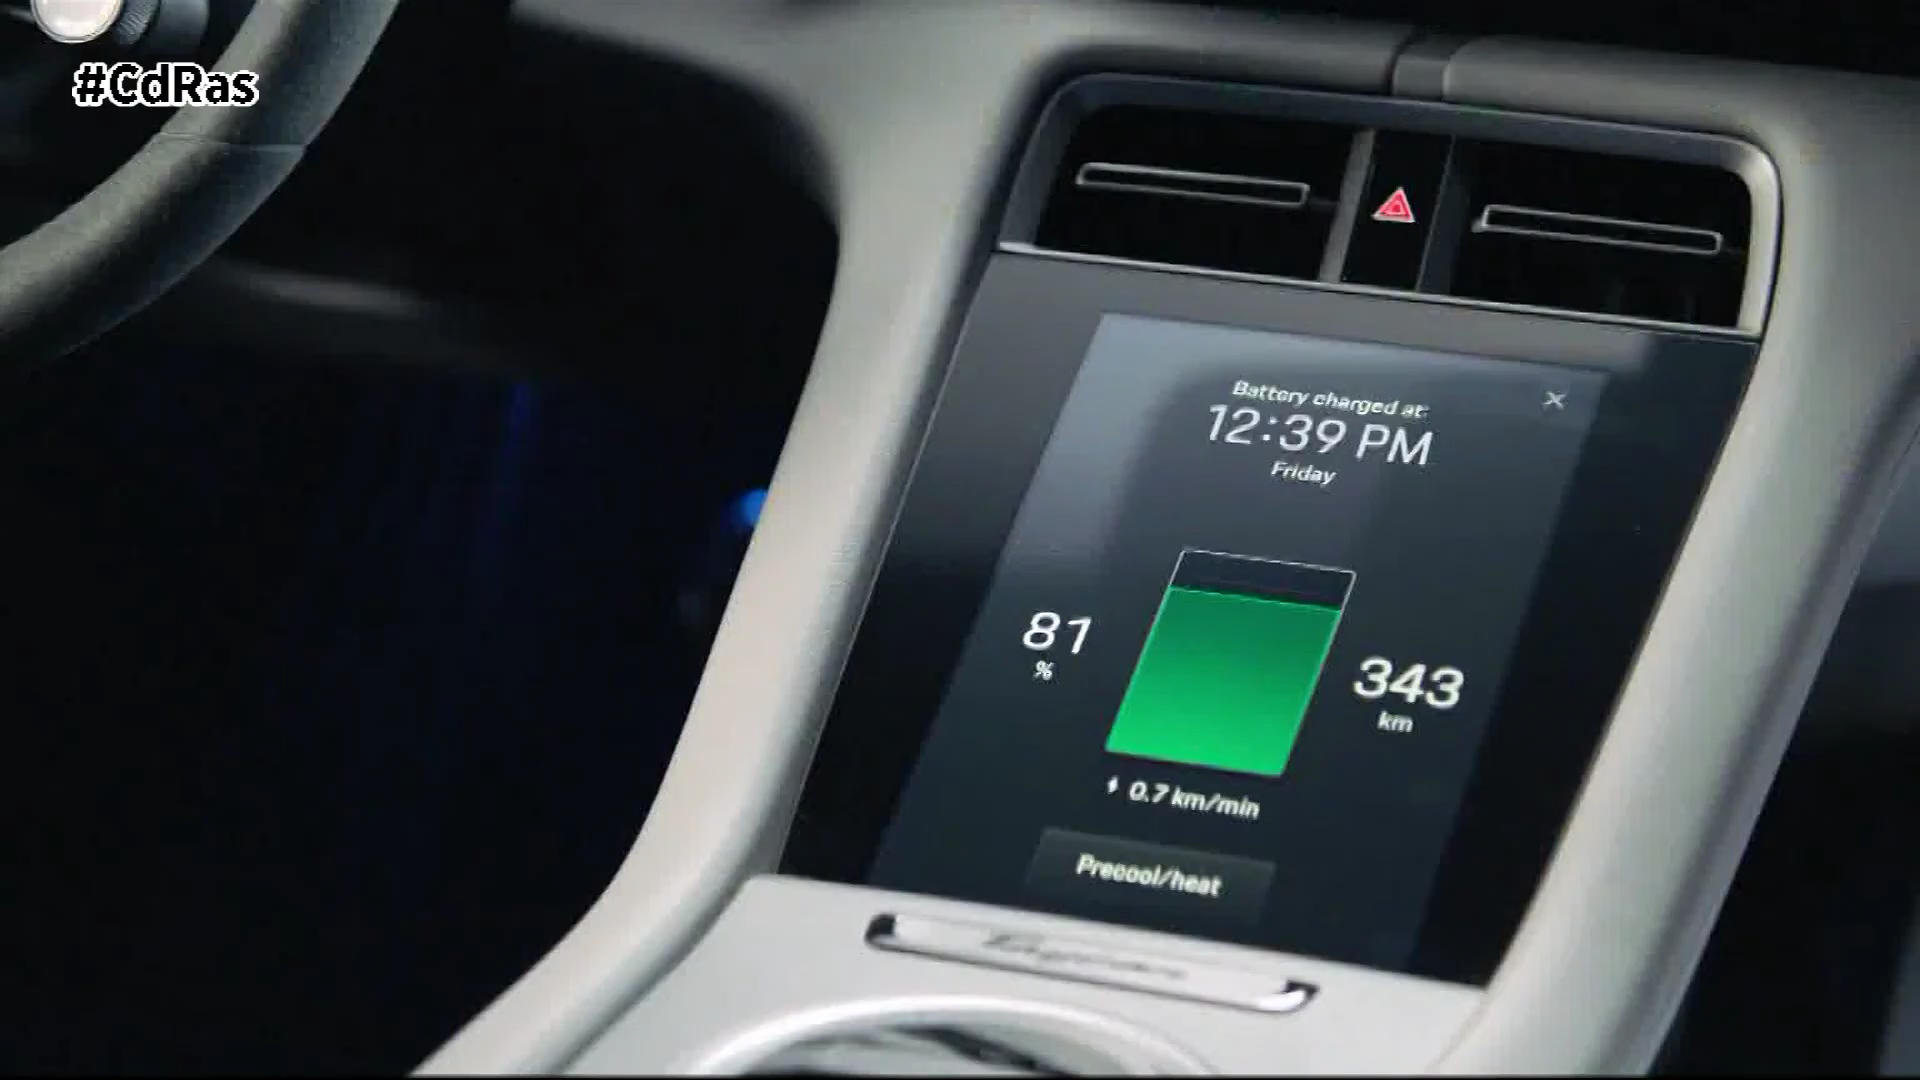 #CdRas
Battery charged at:
12:39 PM
Friday
81
%
343
km
0.7 km/min
Precool/heat